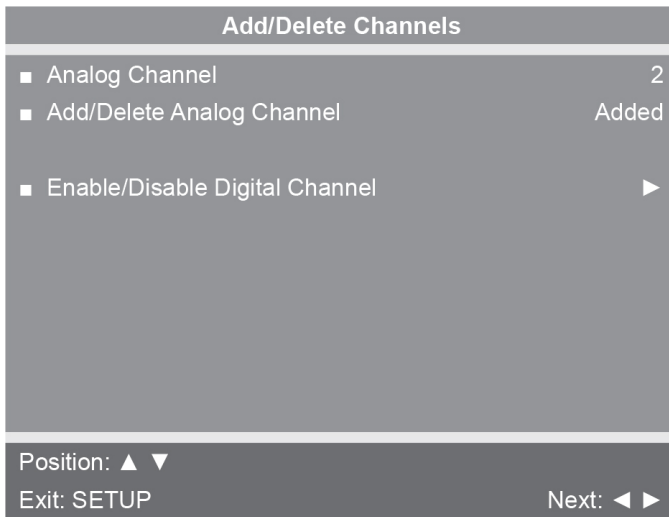 Add/Delete Channels
■ Analog Channel 2
■ Add/Delete Analog Channel Added
■ Enable/Disable Digital Channel ►
Position: ▲ ▼
Exit: SETUP Next: ◄ ►